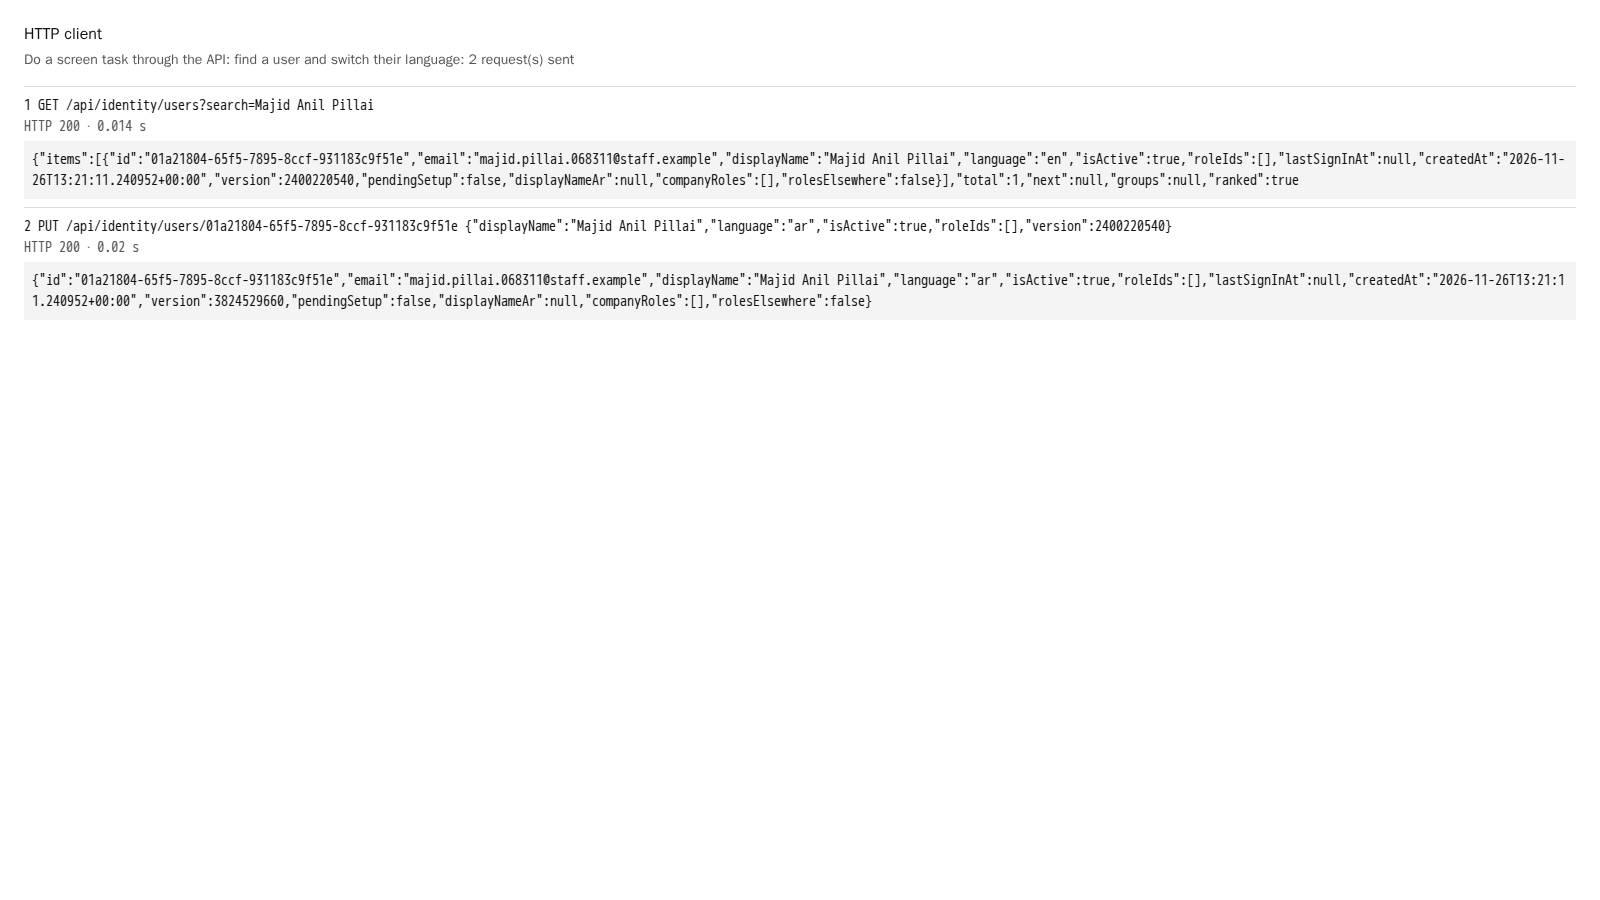 HTTP client
Do a screen task through the API: find a user and switch their language: 2 request(s) sent
1 GET /api/identity/users?search=Majid Anil Pillai
HTTP 200 · 0.014 s
{"items":[{"id":"01a21804-65f5-7895-8ccf-931183c9f51e","email":"majid.pillai.068311@staff.example","displayName":"Majid Anil Pillai","language":"en","isActive":true,"roleIds":[],"lastSignInAt":null,"createdAt":"2026-11-
26T13:21:11.240952+00:00","version":2400220540,"pendingSetup":false,"displayNameAr":null,"companyRoles":[],"rolesElsewhere":false}],"total":1,"next":null,"groups":null,"ranked":true
2 PUT /api/identity/users/01a21804-65f5-7895-8ccf-931183c9f51e {"displayName":"Majid Anil Pillai","language":"ar","isActive":true,"roleIds":[],"version":2400220540}
HTTP 200 · 0.02 s
{"id":"01a21804-65f5-7895-8ccf-931183c9f51e","email":"majid.pillai.068311@staff.example","displayName":"Majid Anil Pillai","language":"ar","isActive":true,"roleIds":[],"lastSignInAt":null,"createdAt":"2026-11-26T13:21:1
1.240952+00:00","version":3824529660,"pendingSetup":false,"displayNameAr":null,"companyRoles":[],"rolesElsewhere":false}